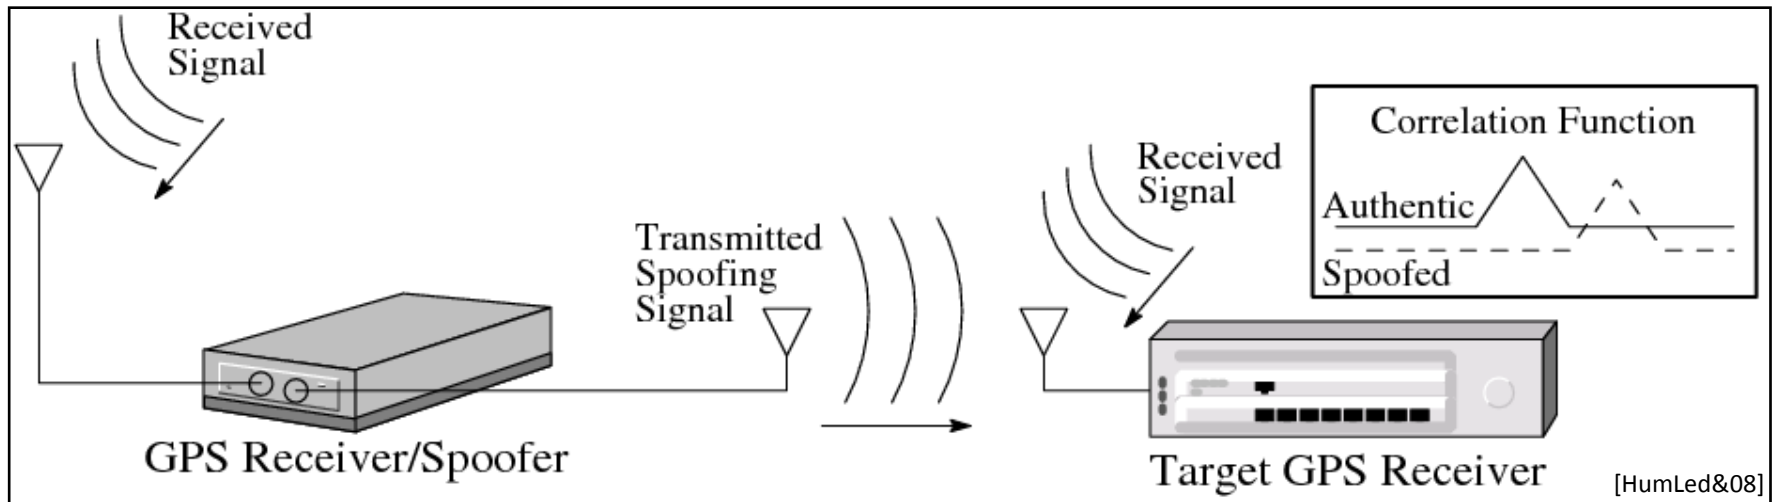 Received
Signal
Transmitted
Spoofing
Signal
GPS Receiver/Spoofer
Received
Signal
Correlation Function
Authentic
Spoofed
Target GPS Receiver
[HumLed&08]